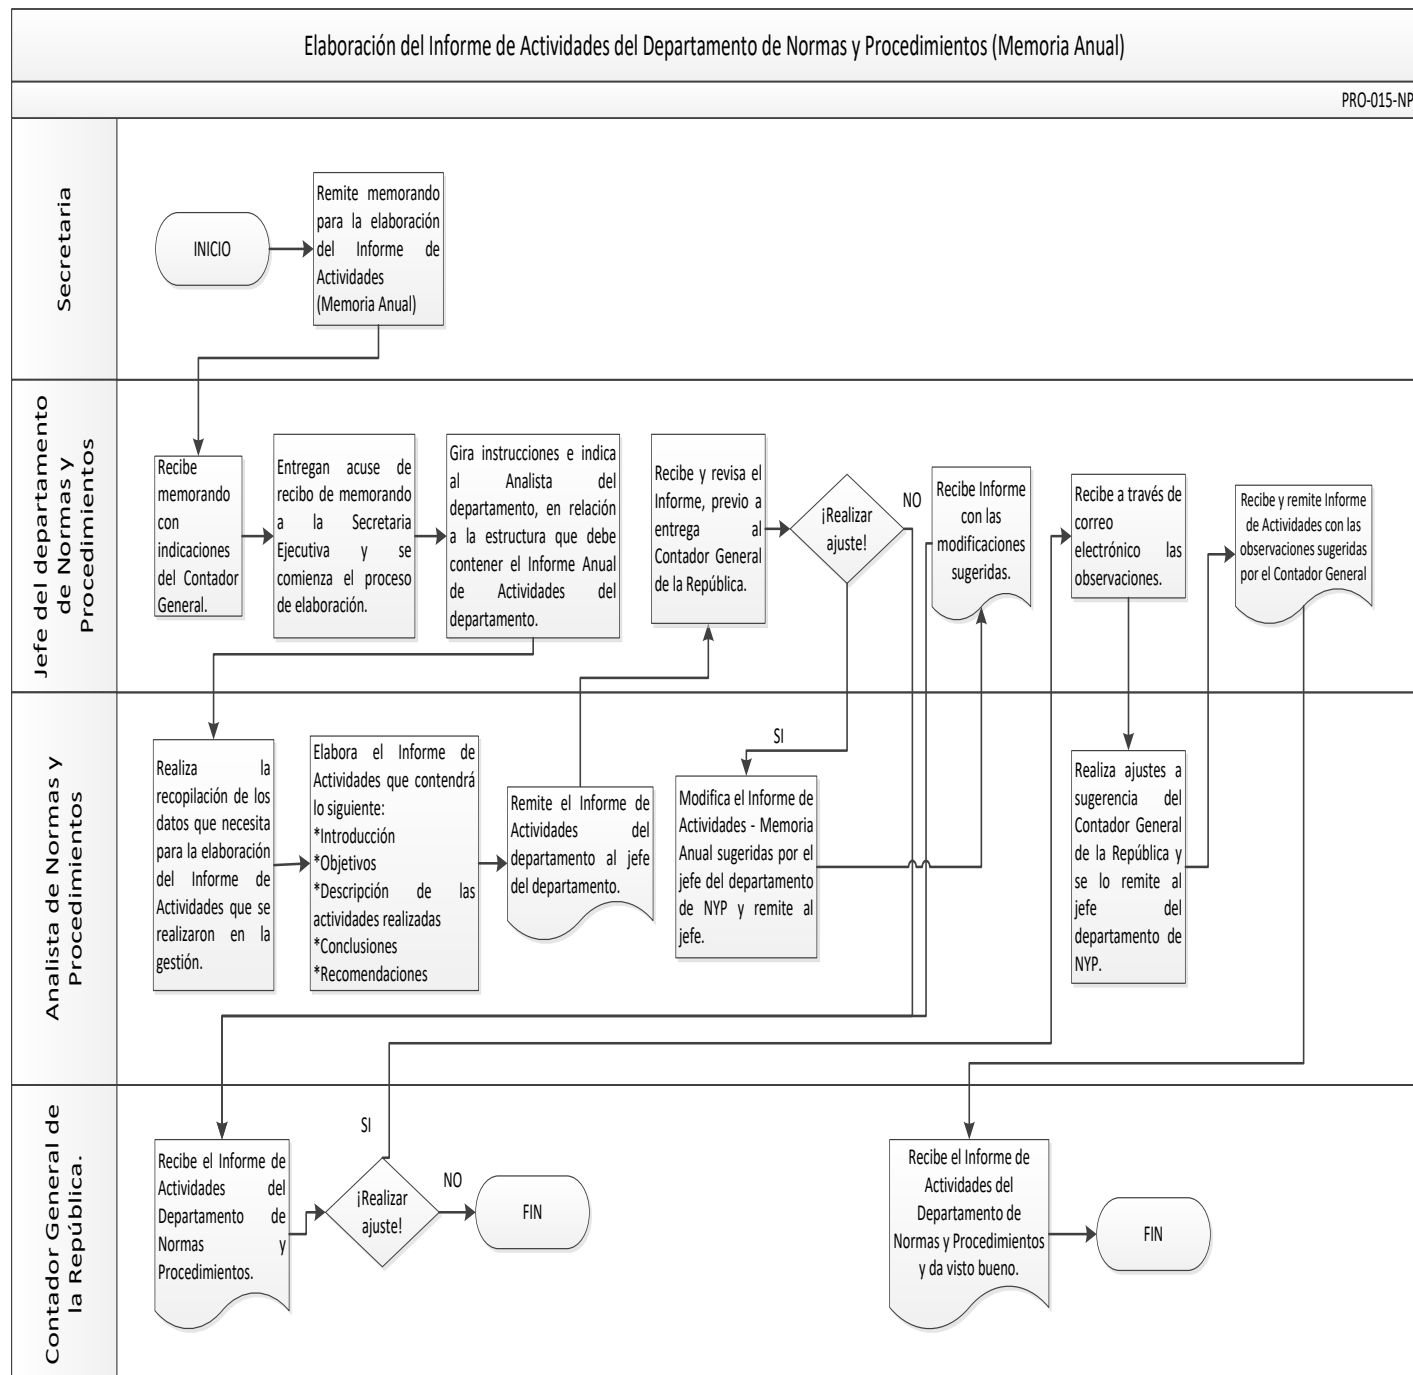 Elaboración del Informe de Actividades del Departamento de Normas y Procedimientos (Memoria Anual)
PRO-015-NP
Secretaria
INICIO
Remite memorando
para la elaboración
del Informe de
Actividades
(Memoria Anual)
Jefe del departamento
de Normas y
Procedimientos
Recibe
memorando
con
indicaciones
del Contador
General.
Entregan acuse de
recibo de memorando
a la Secretaria
Ejecutiva y se
comienza el proceso
de elaboración.
Gira instrucciones e indica
al Analista del
departamento, en relación
a la estructura que debe
contener el Informe Anual
de Actividades del
departamento.
Recibe y revisa el
Informe, previo a
entrega al
Contador General
de la República.
¡Realizar
ajuste!
NO
SI
Recibe Informe
con las
modificaciones
sugeridas.
Recibe a través de
correo
electrónico las
observaciones.
Recibe y remite Informe
de Actividades con las
observaciones sugeridas
por el Contador General
Analista de Normas y
Procedimientos
Realiza la
recopilación de los
datos que necesita
para la elaboración
del Informe de
Actividades que se
realizaron en la
gestión.
Elabora el Informe de
Actividades que contendrá
lo siguiente:
*Introducción
*Objetivos
*Descripción de las
actividades realizadas
*Conclusiones
*Recomendaciones
Remite el Informe de
Actividades del
departamento al jefe
del departamento.
Modifica el Informe de
Actividades - Memoria
Anual sugeridas por el
jefe del departamento
de NYP y remite al
jefe.
Realiza ajustes a
sugerencia del
Contador General
de la República y
se lo remite al
jefe del
departamento de
NYP.
Contador General de
la República.
Recibe el Informe de
Actividades del
Departamento de
Normas y
Procedimientos.
SI
¡Realizar
ajuste!
NO
FIN
Recibe el Informe de
Actividades del
Departamento de
Normas y Procedimientos
y da visto bueno.
FIN